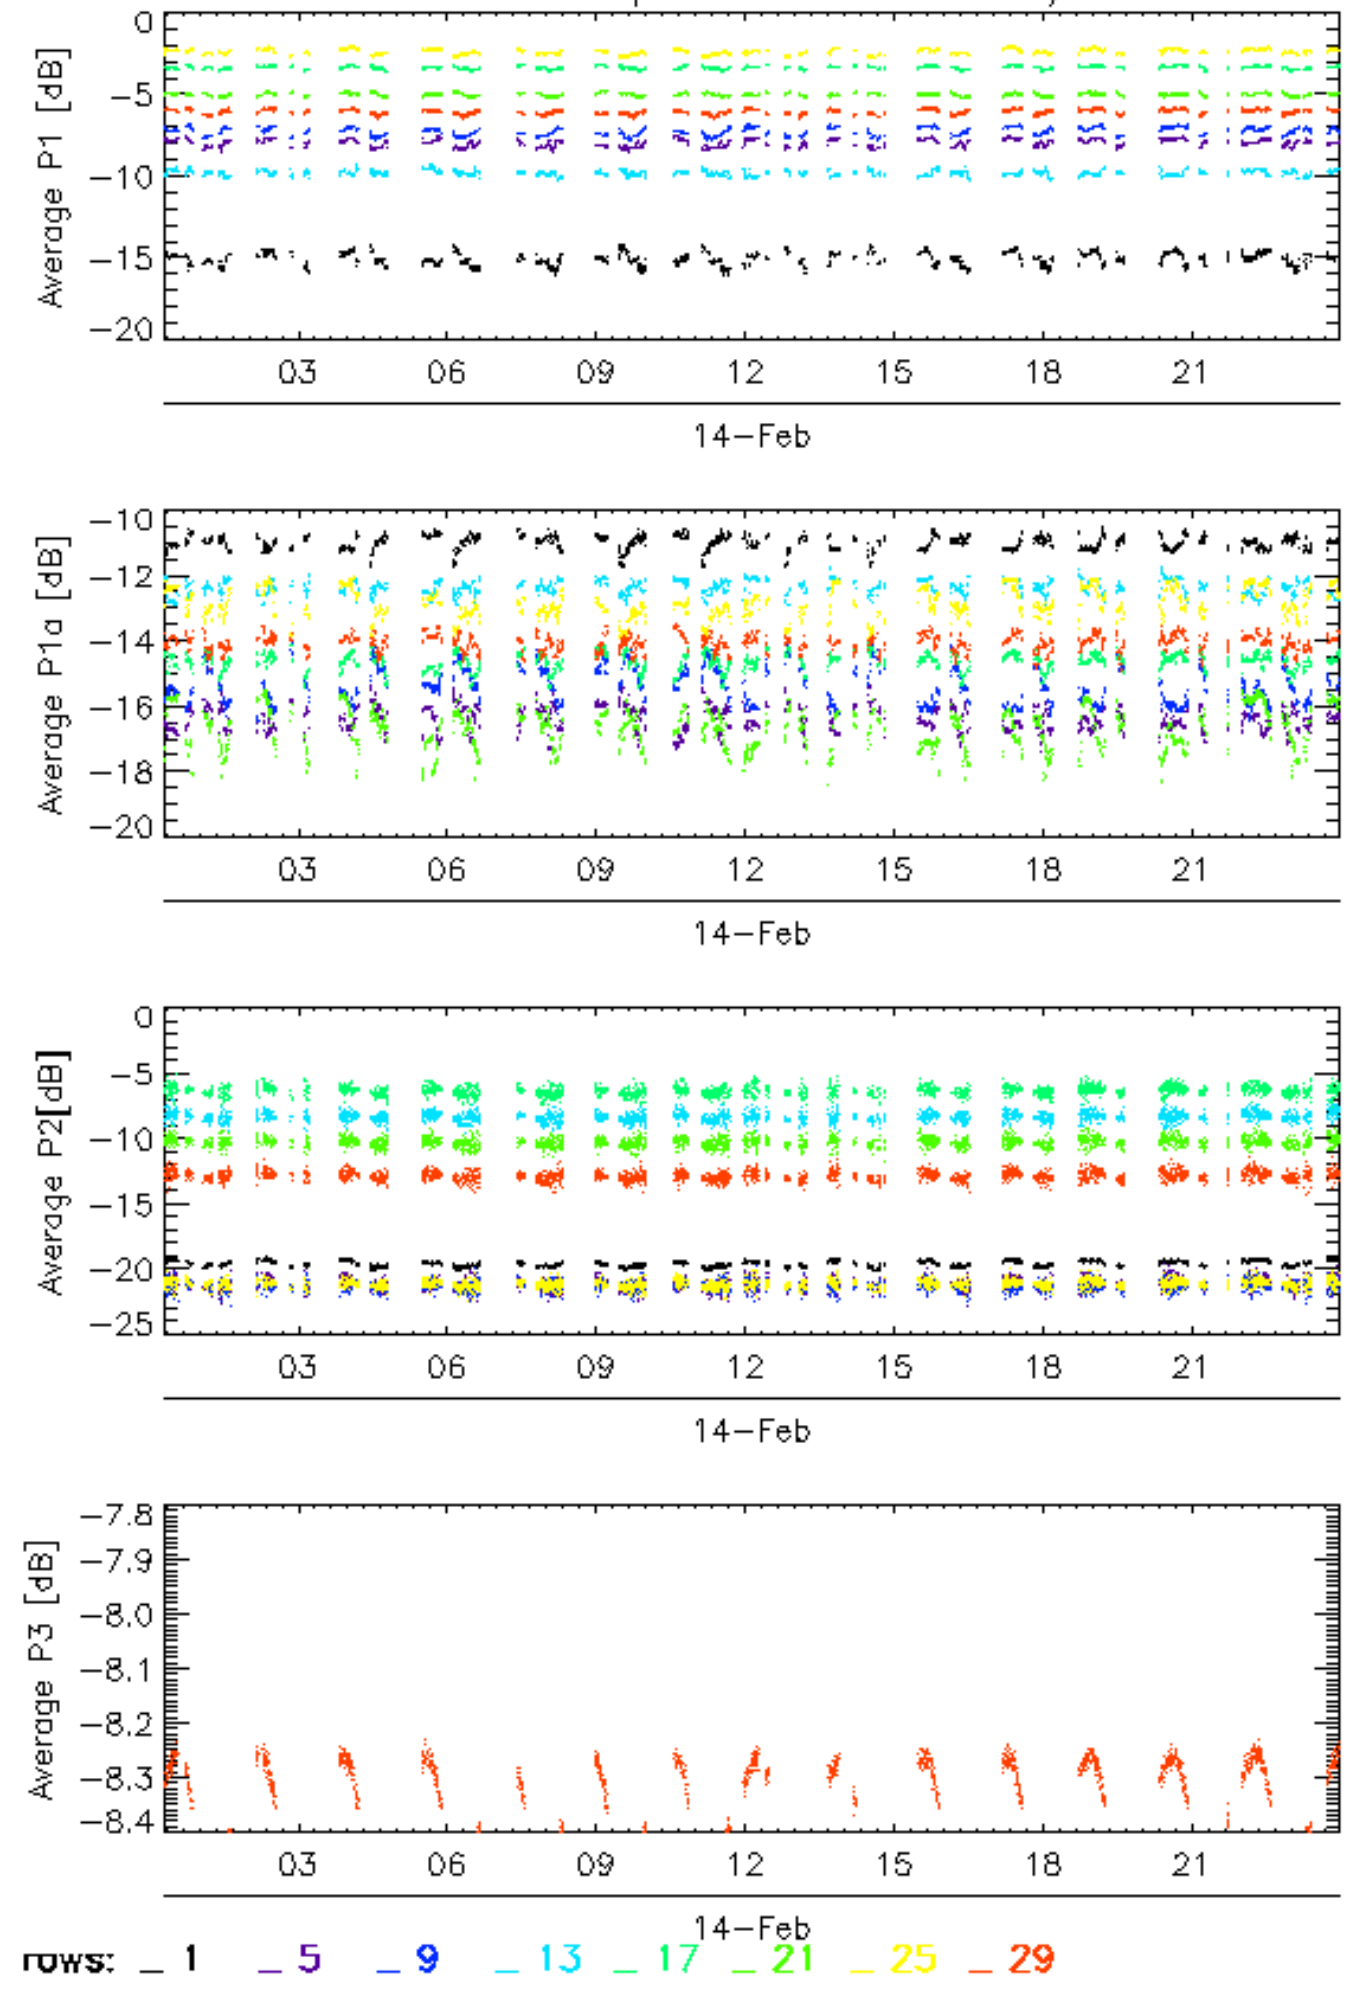 0
−5
−10
−15
−20
Average P1 [dB]
03 06 09 12 15 18 21
14−Feb
−10
−12
−14
−16
−18
−20
Average P1a [dB]
03 06 09 12 15 18 21
14−Feb
0
−5
−10
−15
−20
−25
Average P2[dB]
03 06 09 12 15 18 21
14−Feb
−7.8
−7.9
−8.0
−8.1
−8.2
−8.3
−8.4
Average P3 [dB]
03 06 09 12 15 18 21
14−Feb
rows: _ 1 _ 5 _ 9 _ 13 _ 17 _ 21 _ 25 _ 29